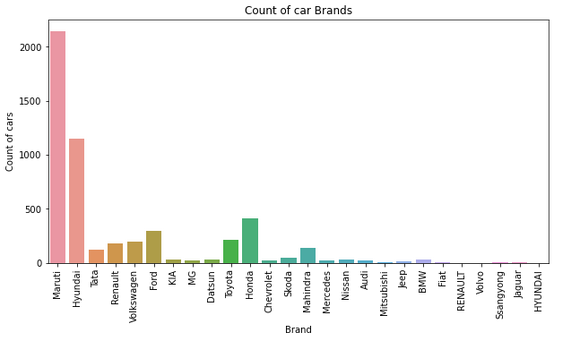 Count of car Brands
Count of cars
2000
1500
1000
500
0
Maruti
Hyundai
Tata
Renault
Volkswagen
Ford
KIA
MG
Datsun
Toyota
Honda
Chevrolet
Skoda
Mahindra
Mercedes
Nissan
Audi
Mitsubishi
Jeep
BMW
Fiat
RENAULT
Volvo
Ssangyong
Jaguar
HYUNDAI
Brand